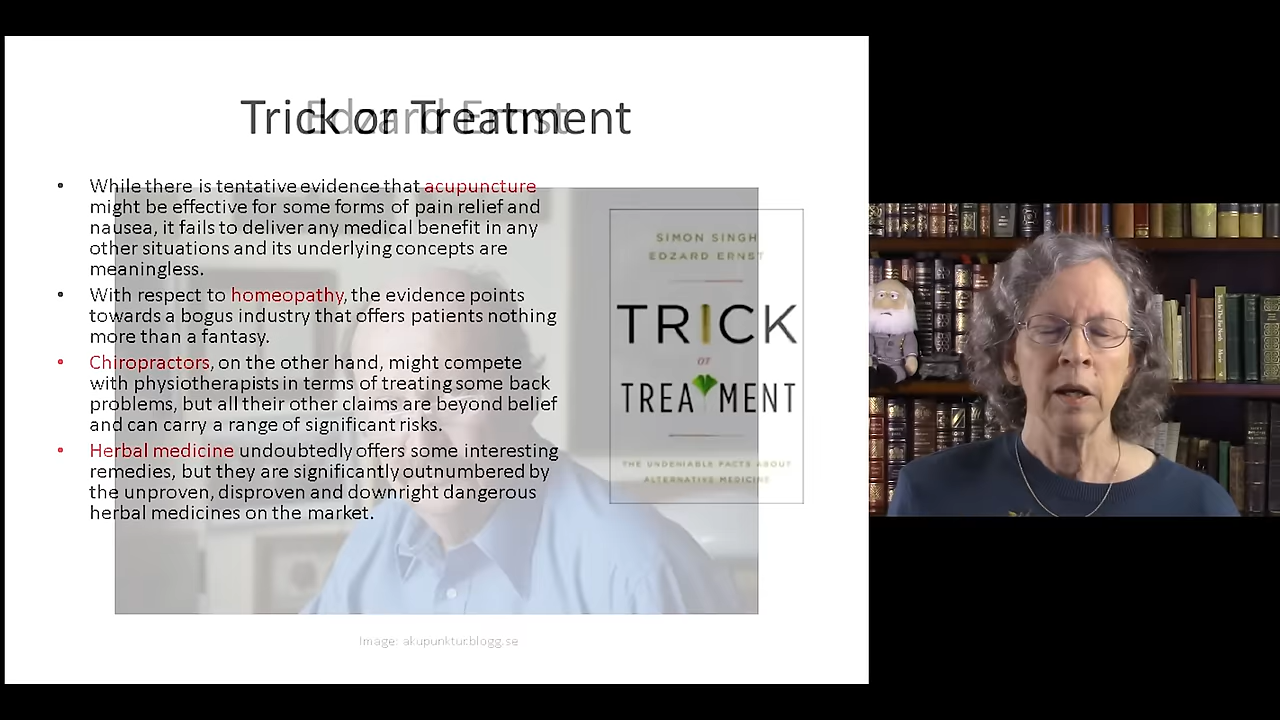 Trick or Treatment
Edzard Ernst
• While there is tentative evidence that acupuncture
might be effective for some forms of pain relief and
nausea, it fails to deliver any medical benefit in any
other situations and its underlying concepts are
meaningless.
• With respect to homeopathy, the evidence points
towards a bogus industry that offers patients nothing
more than a fantasy.
• Chiropractors, on the other hand, might compete
with physiotherapists in terms of treating some back
problems, but all their other claims are beyond belief
and can carry a range of significant risks.
• Herbal medicine undoubtedly offers some interesting
remedies, but they are significantly outnumbered by
the unproven, disproven and downright dangerous
herbal medicines on the market.
SIMON SINGH
EDZARD ERNST
TRICK
or
TREATMENT
THE UNDENIABLE FACTS ABOUT
ALTERNATIVE MEDICINE
Image: akupunktur.blogg.se